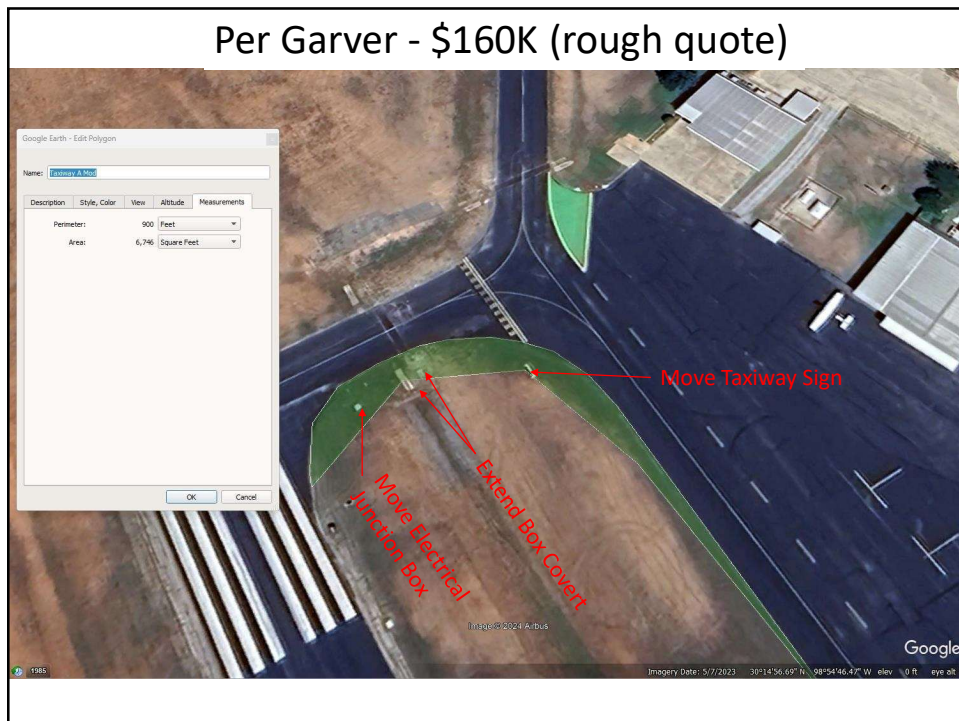 Per Garver - $160K (rough quote)
Google Earth - Edit Polygon
Name: Taxiway A Mod
Description Style, Color View Altitude Measurements
Perimeter: 900 Feet
Area: 6,746 Square Feet
OK Cancel
Move Taxiway Sign
Extend Box Covert
Move Electrical
Junction Box
Image © 2024 Airbus
Google
1985
Imagery Date: 5/7/2023 30°14'56.69" N 98°54'46.47" W elev 0 ft eye alt